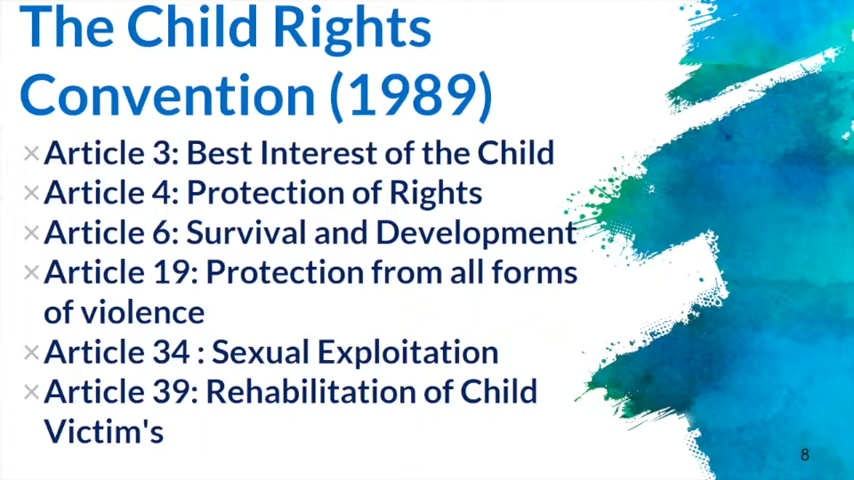 The Child Rights
Convention (1989)
×Article 3: Best Interest of the Child
×Article 4: Protection of Rights
×Article 6: Survival and Development
×Article 19: Protection from all forms
of violence
×Article 34 : Sexual Exploitation
×Article 39: Rehabilitation of Child
Victim's
8